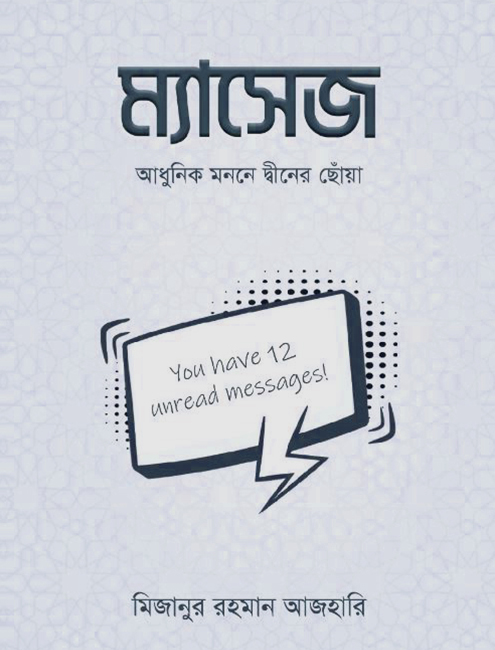 ম্যাসেজ
আধুনিক মননে দ্বীনের ছোঁয়া
You have 12
unread messages!
মিজানুর রহমান আজহারি